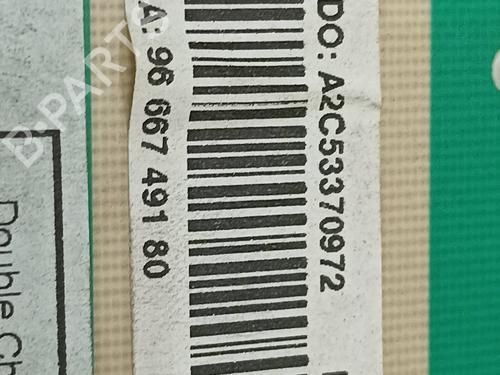 DO: A2C53370972
A: 96 667 491 80
Double Ch
B-PARTS